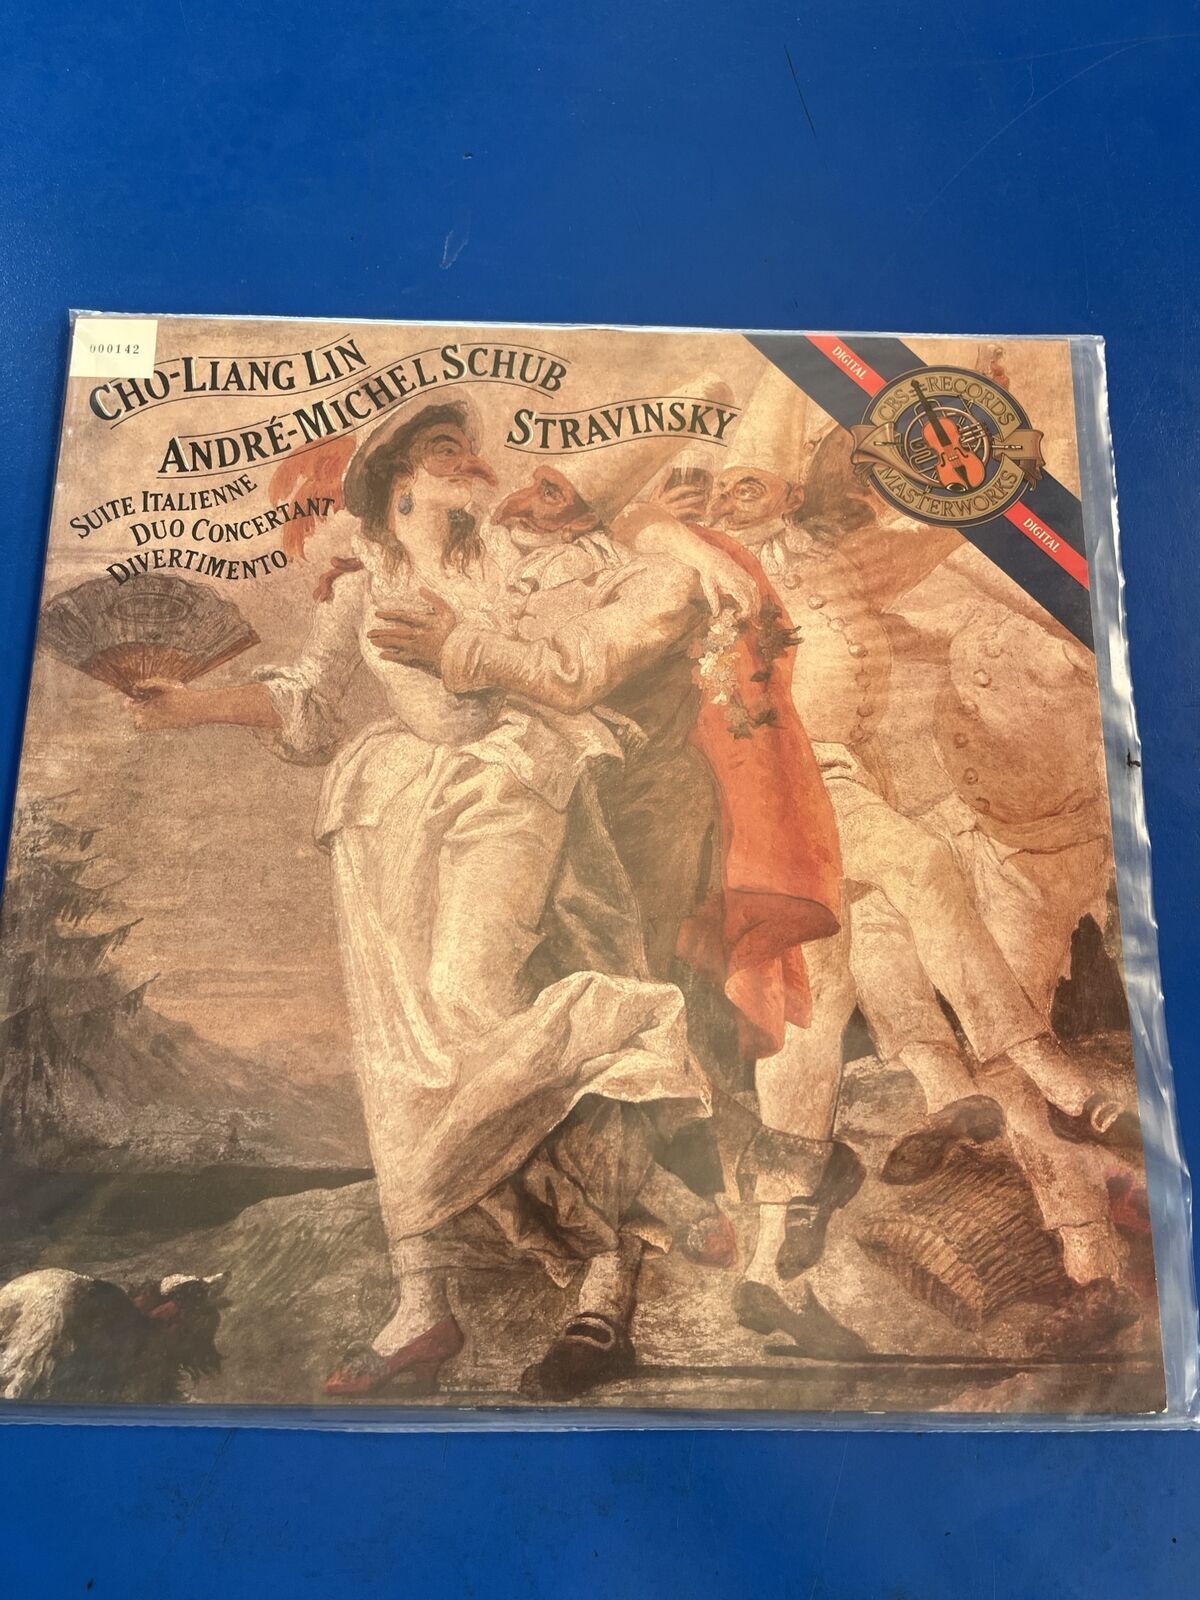 000142
CHO-LIANG LIN
ANDRÉ-MICHEL SCHUB
STRAVINSKY
SUITE ITALIENNE
DUO CONCERTANT
DIVERTIMENTO
DIGITAL
CBS RECORDS
MASTERWORKS
DIGITAL